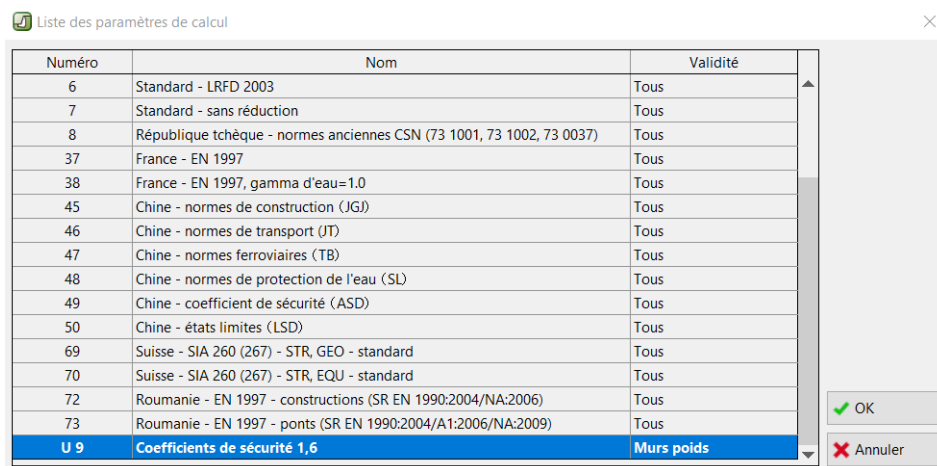 Liste des paramètres de calcul
Numéro Nom Validité
6 Standard - LRFD 2003 Tous
7 Standard - sans réduction Tous
8 République tchèque - normes anciennes CSN (73 1001, 73 1002, 73 0037) Tous
37 France - EN 1997 Tous
38 France - EN 1997, gamma d'eau=1.0 Tous
45 Chine - normes de construction (JGJ) Tous
46 Chine - normes de transport (JT) Tous
47 Chine - normes ferroviaires (TB) Tous
48 Chine - normes de protection de l'eau (SL) Tous
49 Chine - coefficient de sécurité (ASD) Tous
50 Chine - états limites (LSD) Tous
69 Suisse - SIA 260 (267) - STR, GEO - standard Tous
70 Suisse - SIA 260 (267) - STR, EQU - standard Tous
72 Roumanie - EN 1997 - constructions (SR EN 1990:2004/NA:2006) Tous
73 Roumanie - EN 1997 - ponts (SR EN 1990:2004/A1:2006/NA:2009) Tous
U 9 Coefficients de sécurité 1,6 Murs poids
OK
Annuler